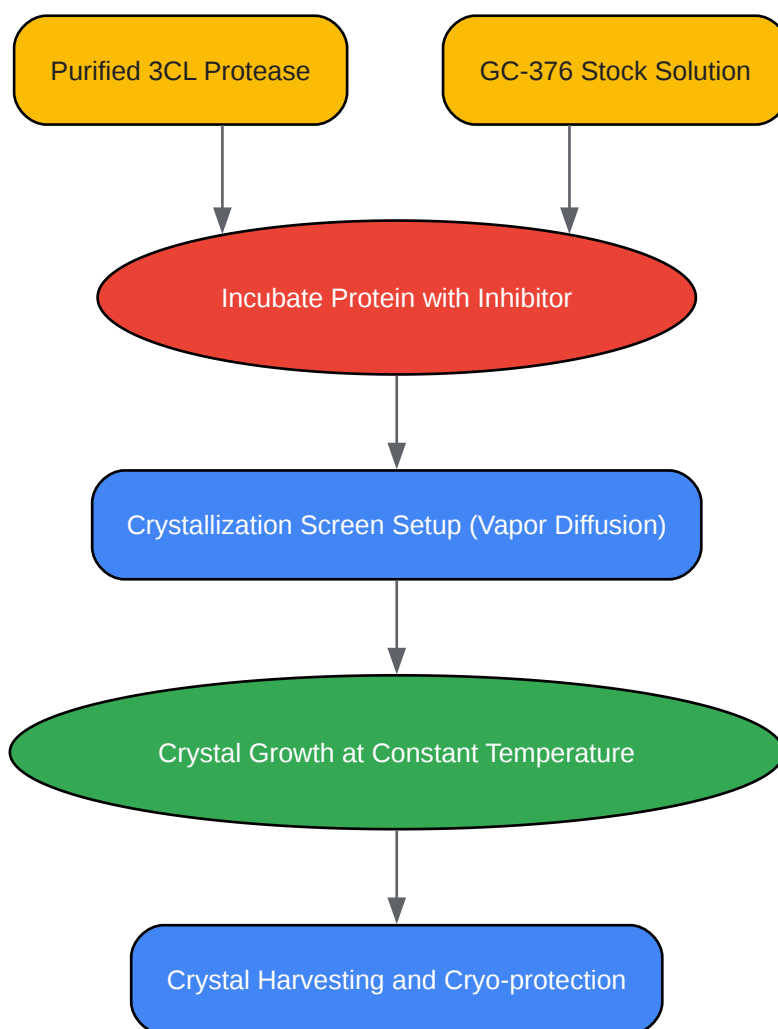 Purified 3CL Protease
GC-376 Stock Solution
Incubate Protein with Inhibitor
Crystallization Screen Setup (Vapor Diffusion)
Crystal Growth at Constant Temperature
Crystal Harvesting and Cryo-protection